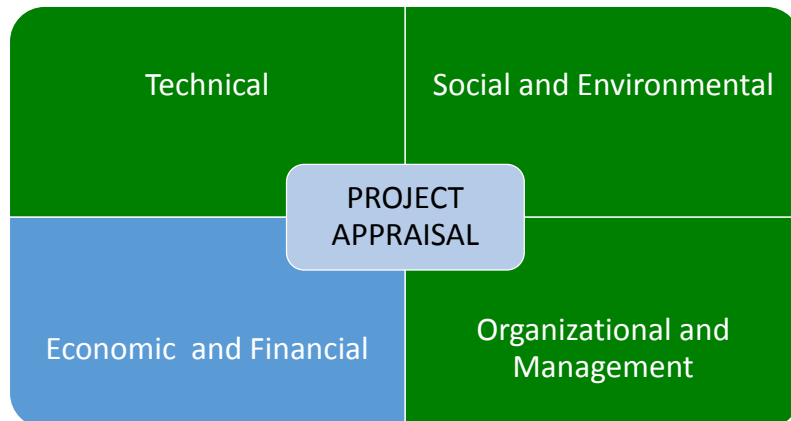 Technical
Social and Environmental
PROJECT
APPRAISAL
Economic and Financial
Organizational and
Management